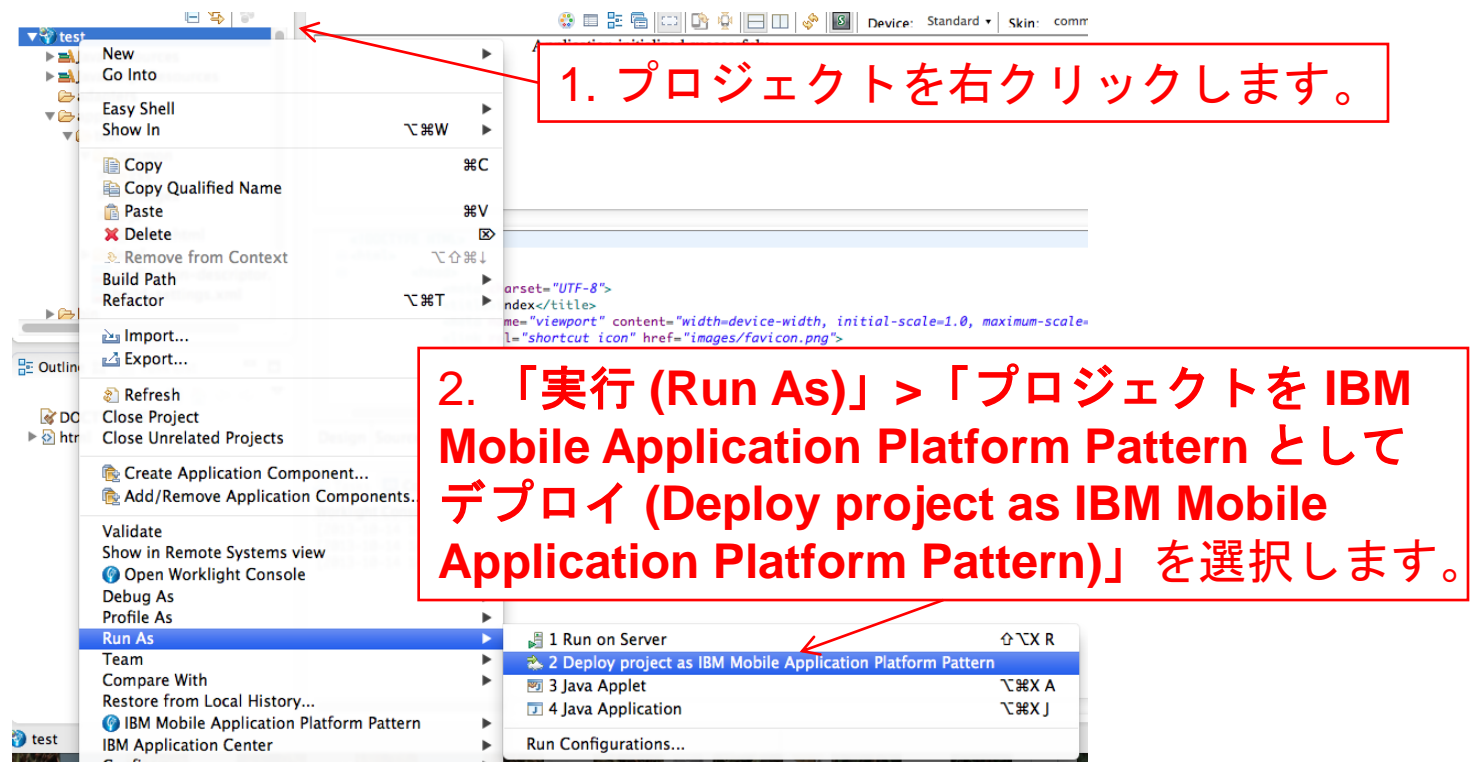 Device: Standard Skin: comm
test
1. プロジェクトを右クリックします。
New
Go Into
Easy Shell
Show In ⌥⌘W
Copy ⌘C
Copy Qualified Name
Paste ⌘V
Delete ⌦
Remove from Context ⌥⇧⌘↓
Build Path
Refactor ⌥⌘T
Import...
Export...
Refresh
Close Project
Close Unrelated Projects
Create Application Component...
Add/Remove Application Components..
Validate
Show in Remote Systems view
Open Worklight Console
Debug As
Profile As
Run As
Team
Compare With
Restore from Local History...
IBM Mobile Application Platform Pattern
IBM Application Center
arset="UTF-8">
ndex</title>
me="viewport" content="width=device-width, initial-scale=1.0, maximum-scale=
l="shortcut icon" href="images/favicon.png">
Outlin
DOC
htm
2. 「実行 (Run As)」>「プロジェクトを IBM
Mobile Application Platform Pattern として
デプロイ (Deploy project as IBM Mobile
Application Platform Pattern)」を選択します。
1 Run on Server ⇧⌥X R
2 Deploy project as IBM Mobile Application Platform Pattern
3 Java Applet ⌥⌘X A
4 Java Application ⌥⌘X J
Run Configurations...
test